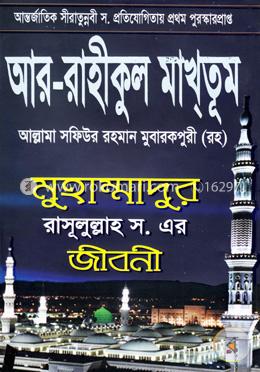 আন্তর্জাতিক সীরাতুন্নবী স. প্রতিযোগিতায় প্রথম পুরস্কারপ্রাপ্ত
আর-রাহীকুল মাখতূম
আল্লামা সফিউর রহমান মুবারকপুরী (রহ)
মুহাম্মাদুর
রাসূলুল্লাহ স. এর
জীবনী